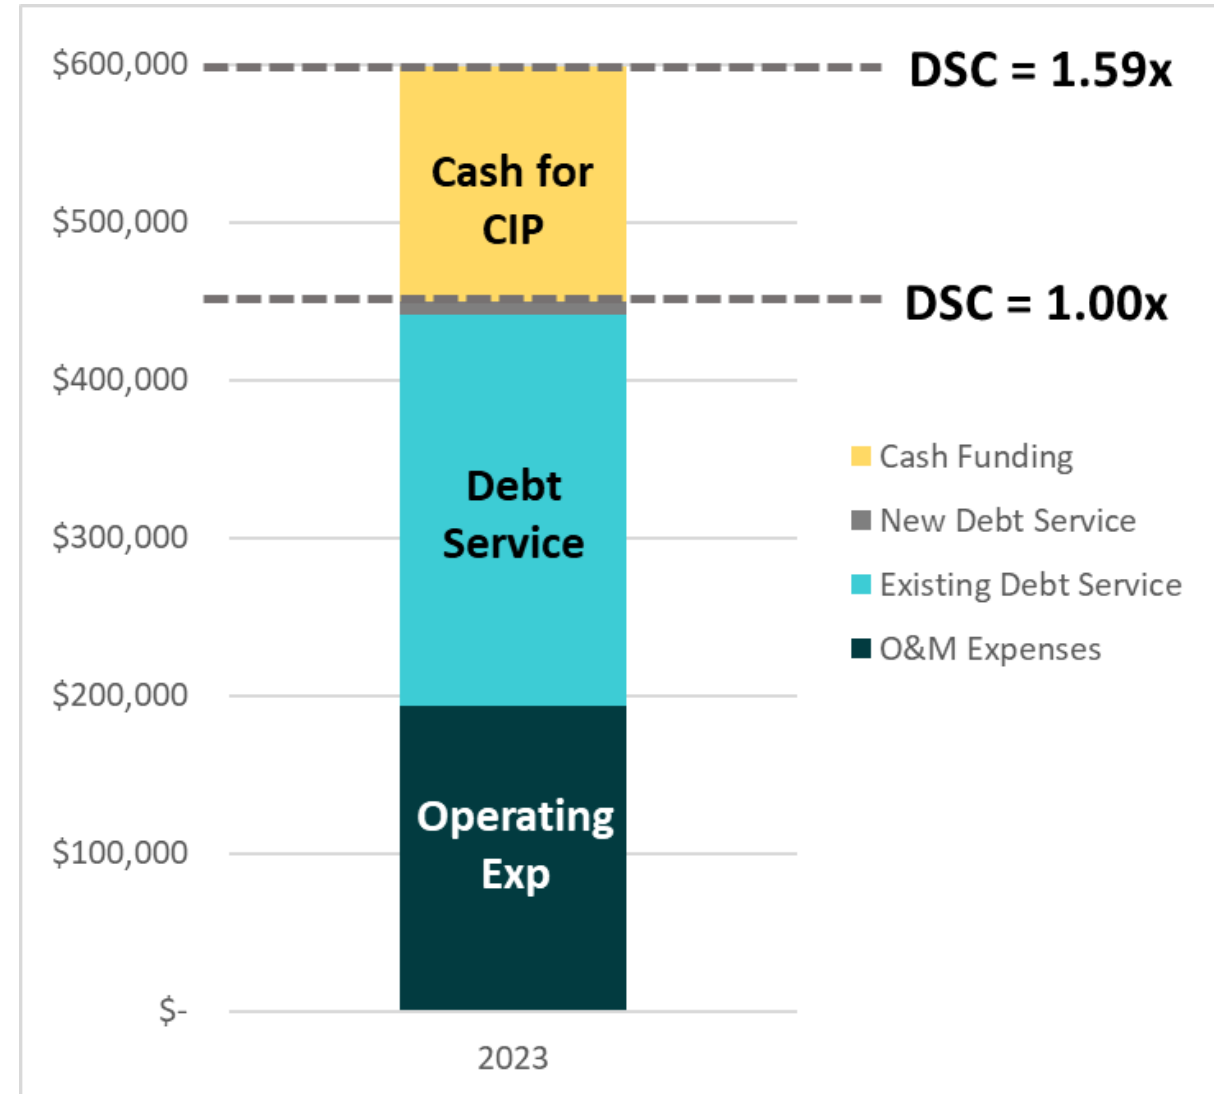 $600,000
DSC = 1.59x
Cash for
CIP
$500,000
DSC = 1.00x
$400,000
Debt
Service
$300,000
Cash Funding
New Debt Service
Existing Debt Service
O&M Expenses
$200,000
Operating
Exp
$100,000
$-
2023